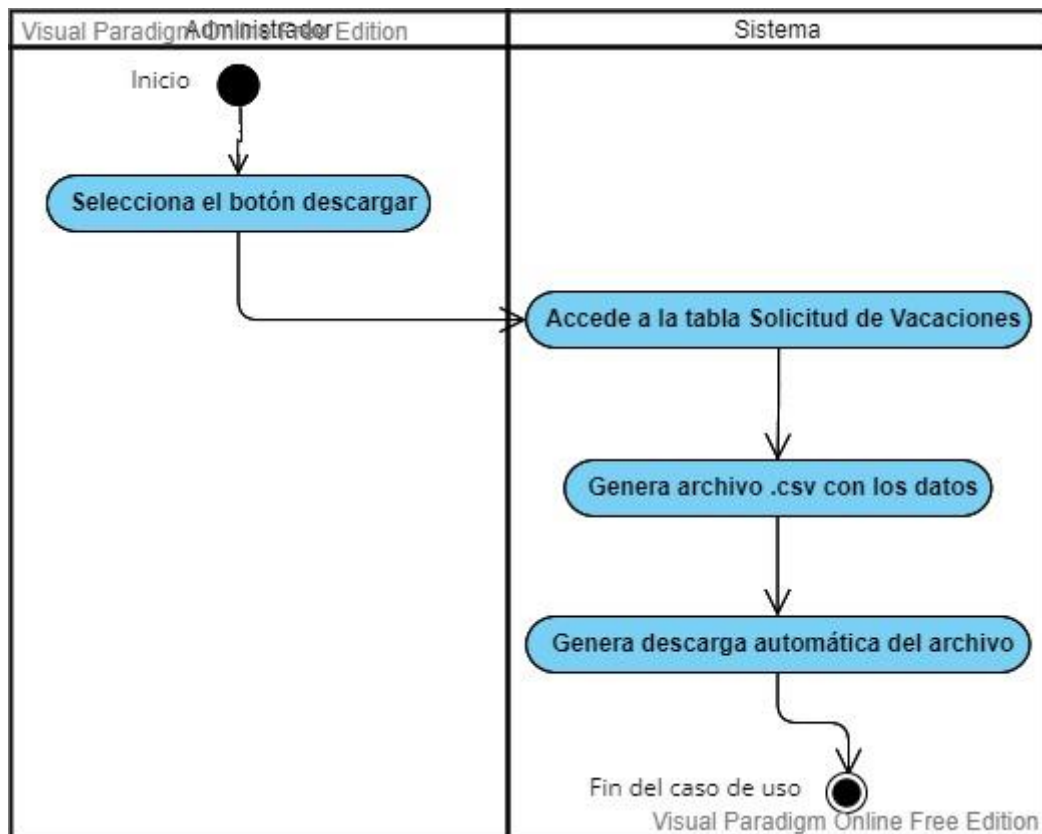 Visual Paradigm Online Free Edition
Administrador
Sistema
Inicio
Selecciona el botón descargar
Accede a la tabla Solicitud de Vacaciones
Genera archivo .csv con los datos
Genera descarga automática del archivo
Fin del caso de uso
Visual Paradigm Online Free Edition